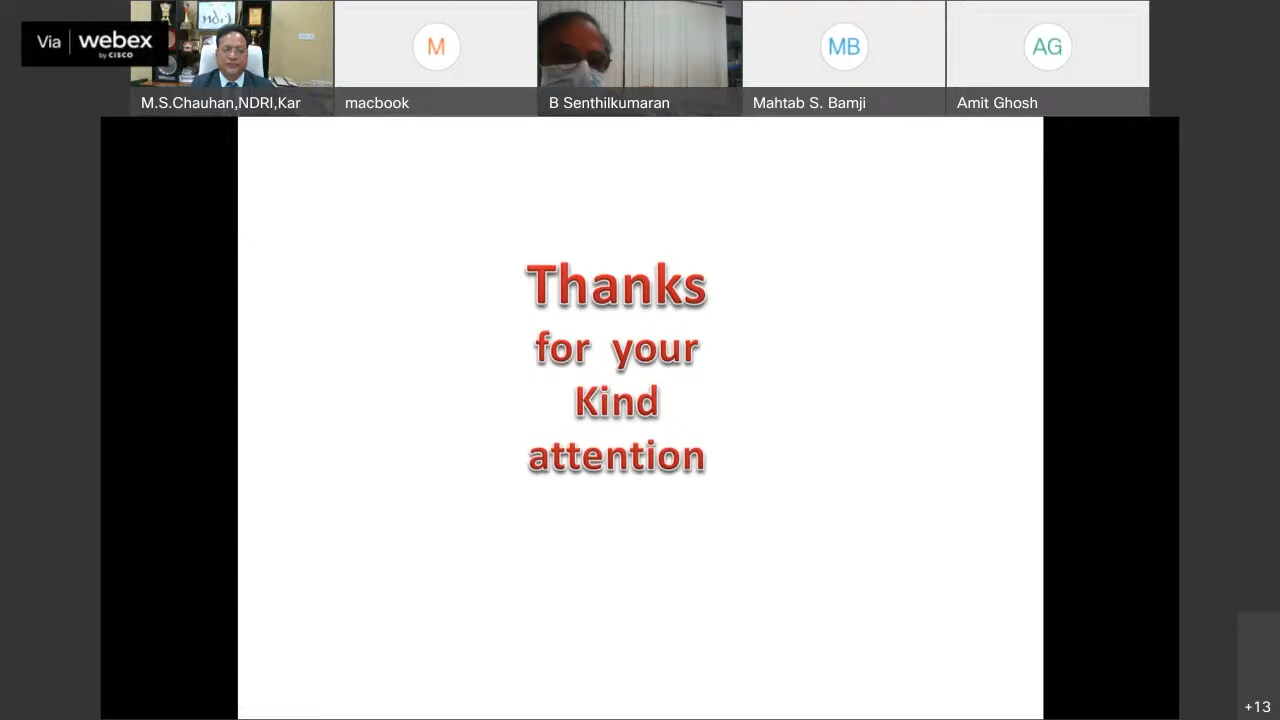 Via webex
by CISCO
M
MB
AG
M.S.Chauhan,NDRI,Kar
macbook
B Senthilkumaran
Mahtab S. Bamji
Amit Ghosh
Thanks
for your
Kind
attention
+13